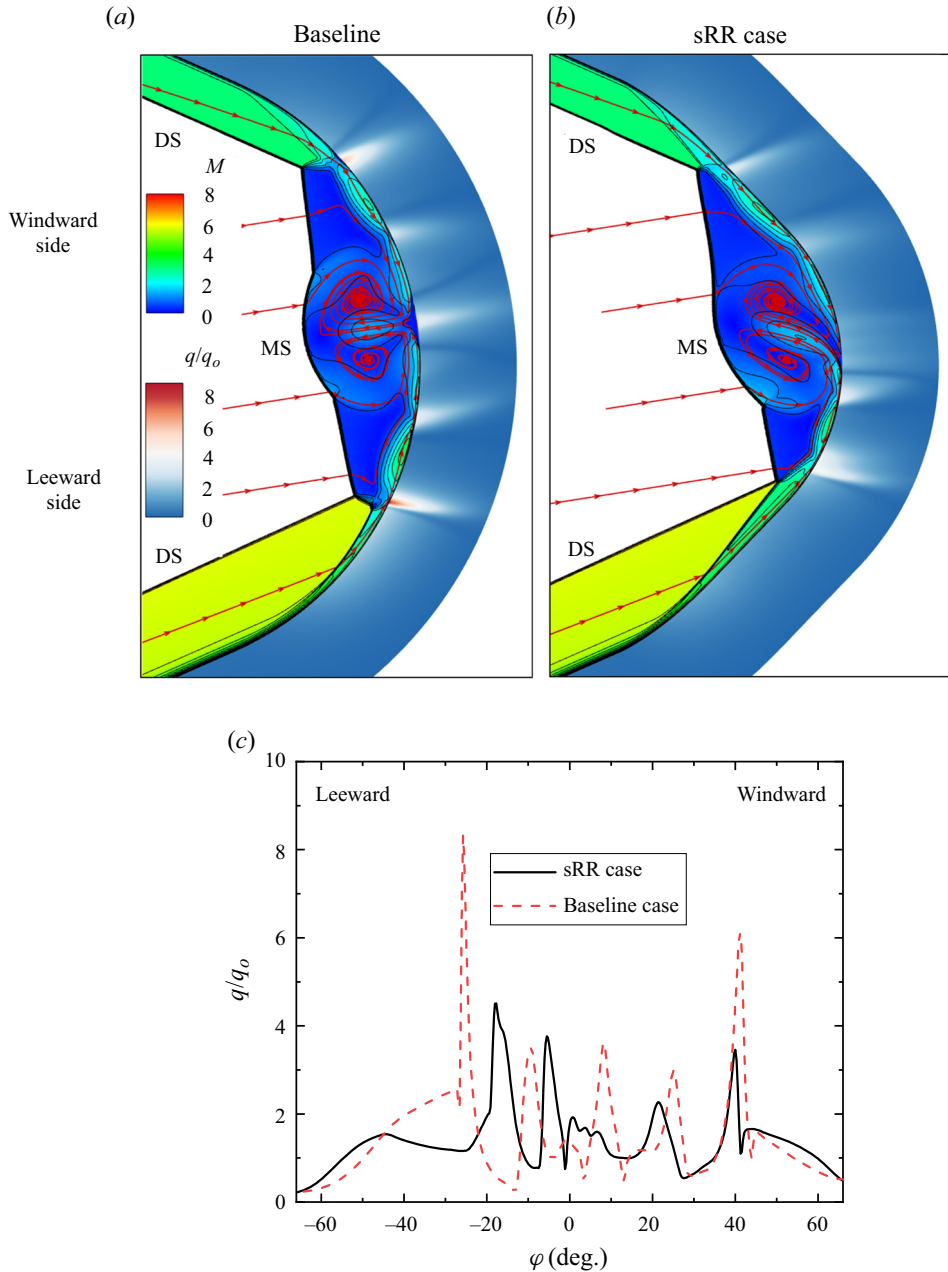 (a)
Baseline
(b)
sRR case
DS
M
8
6
4
2
0
Windward
side
MS
q/qo
8
6
4
2
0
Leeward
side
DS
DS
MS
DS
(c)
10
8
6
4
2
0
q/qo
Leeward
Windward
sRR case
Baseline case
−60 −40 −20 0 20 40 60
φ (deg.)